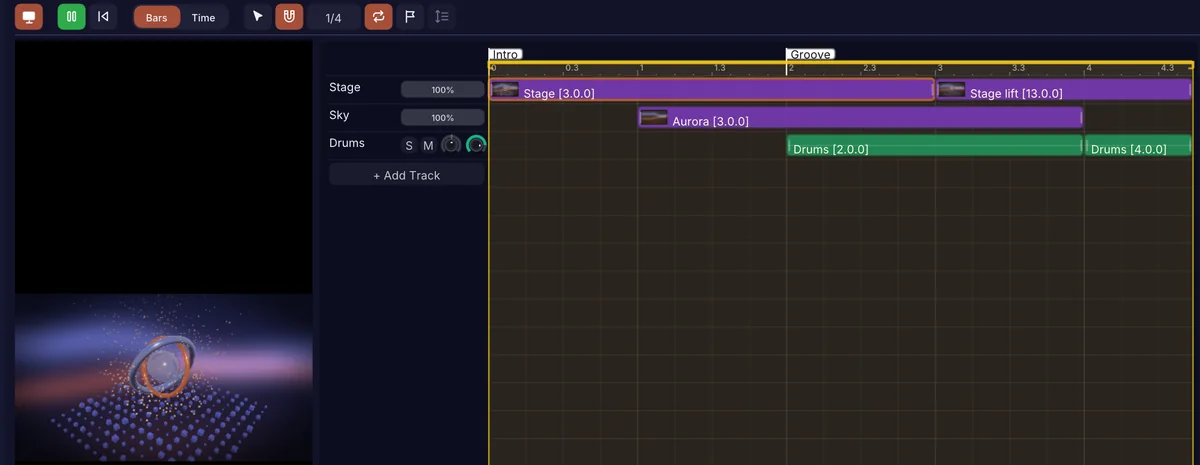 Bars Time 1/4
Intro Groove
0 0.3 1 1.3 2 2.3 3 3.3 4 4.3
Stage 100% Stage [3.0.0] Stage lift [13.0.0]
Sky 100% Aurora [3.0.0]
Drums S M Drums [2.0.0] Drums [4.0.0]
+ Add Track